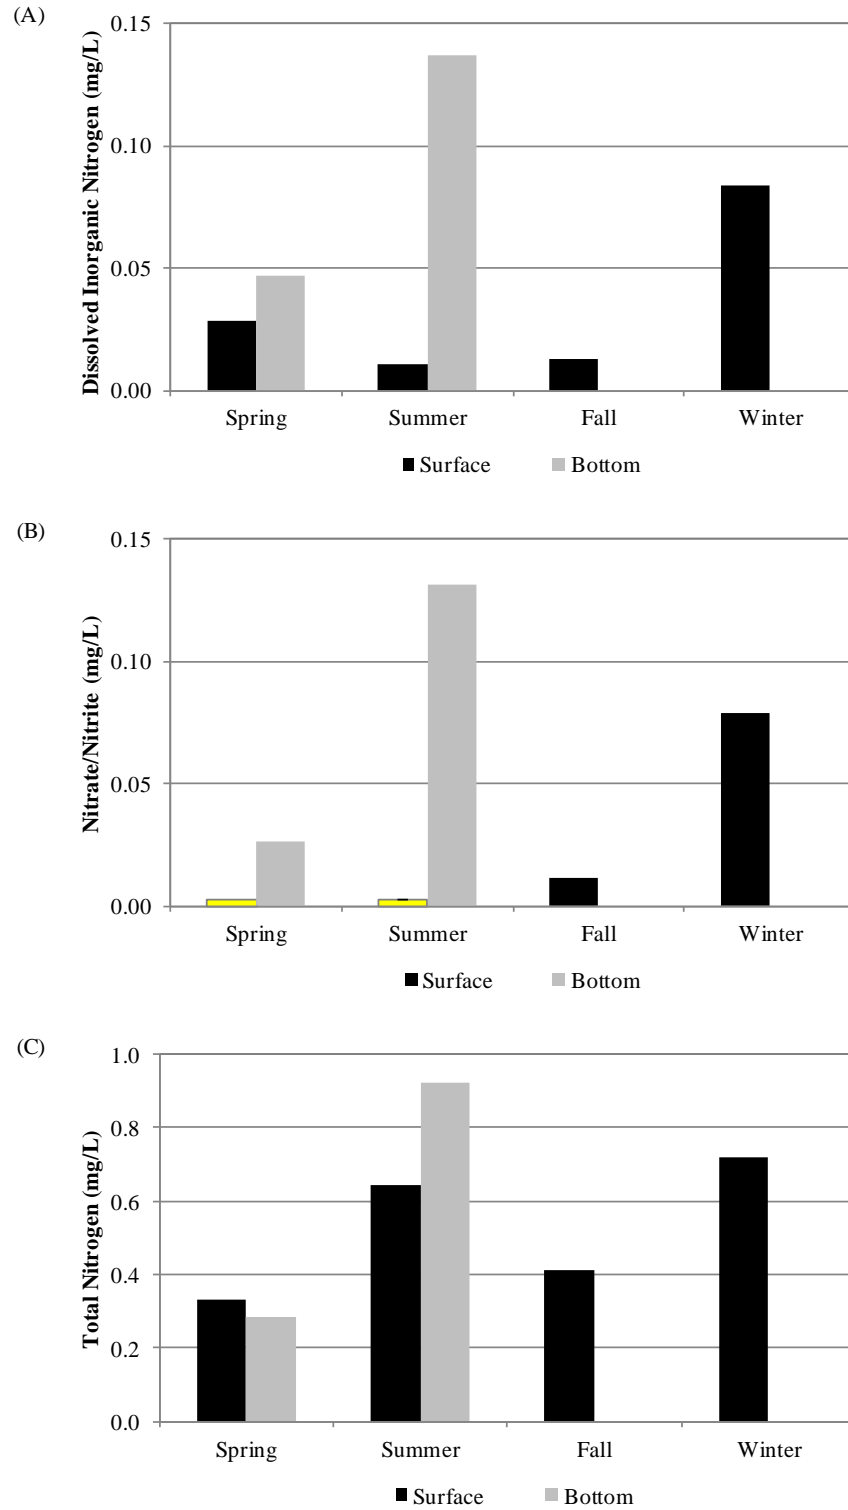 (A)
Dissolved Inorganic Nitrogen (mg/L)
0.15
0.10
0.05
0.00
Spring Summer Fall Winter
Surface Bottom
(B)
Nitrate/Nitrite (mg/L)
0.15
0.10
0.05
0.00
Spring Summer Fall Winter
Surface Bottom
(C)
Total Nitrogen (mg/L)
1.0
0.8
0.6
0.4
0.2
0.0
Spring Summer Fall Winter
Surface Bottom